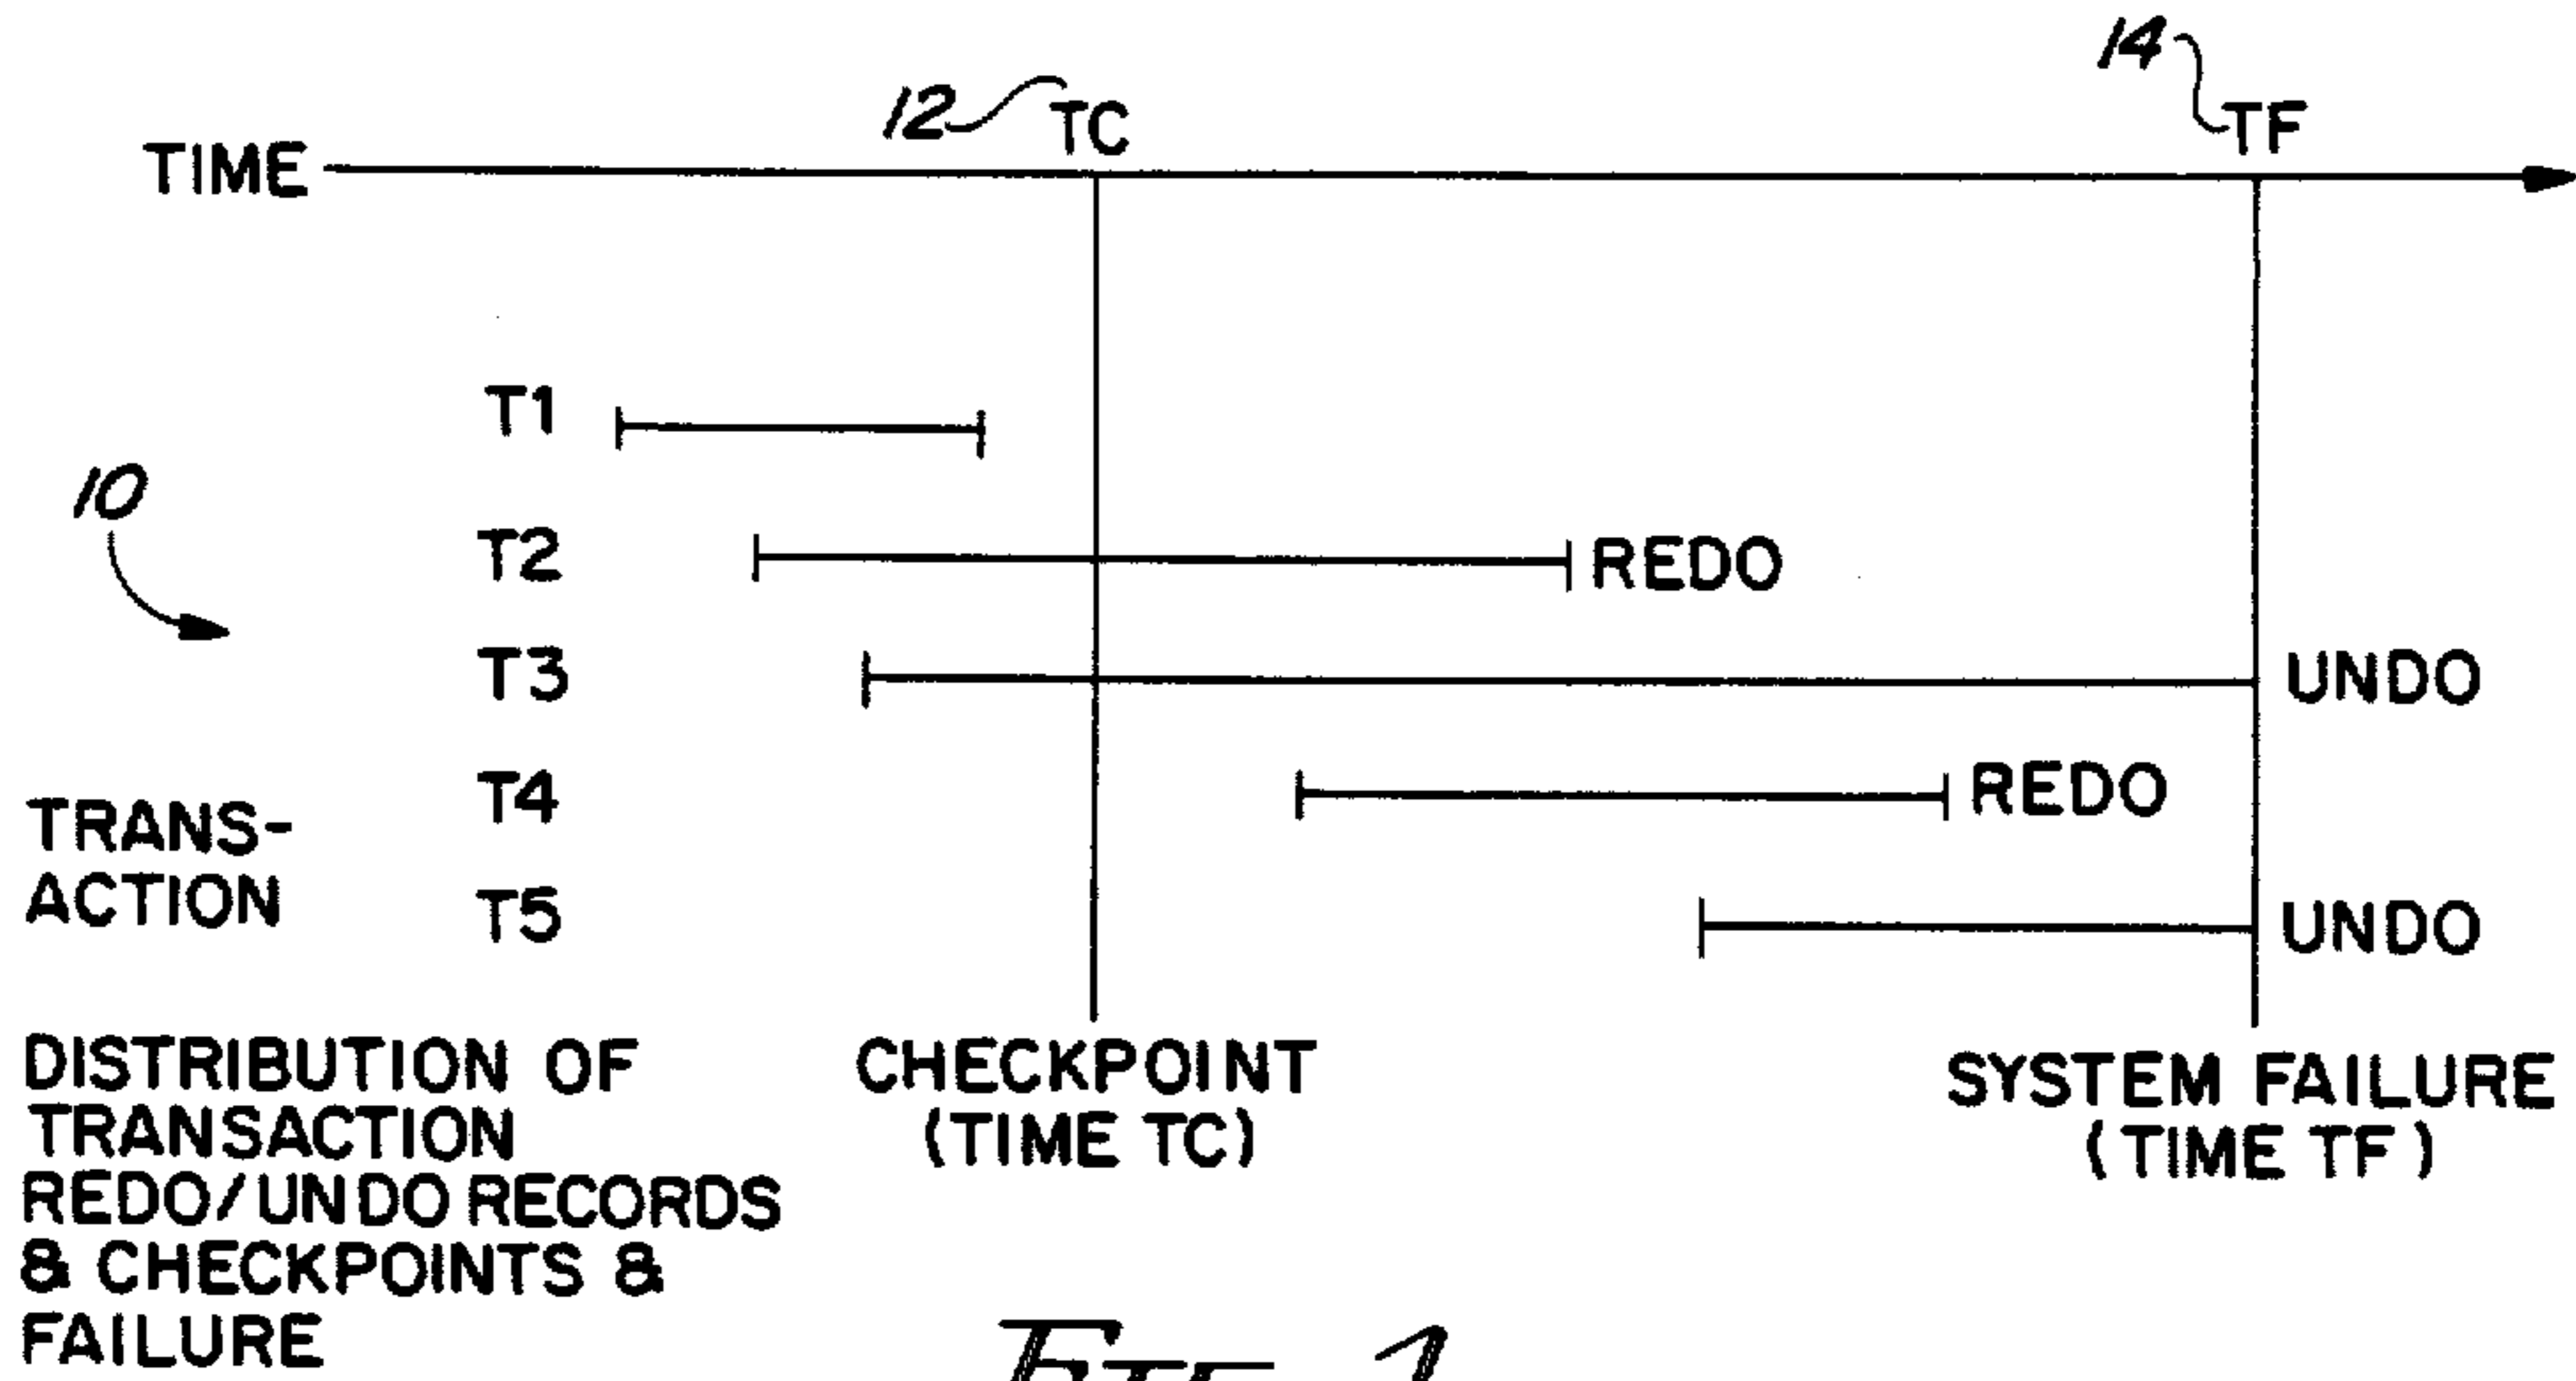 14
12
TC
TF
TIME
T1
10
T2
REDO
T3
UNDO
T4
REDO
TRANS-
ACTION
T5
UNDO
DISTRIBUTION OF
TRANSACTION
REDO/UNDO RECORDS
& CHECKPOINTS &
FAILURE
CHECKPOINT
(TIME TC)
SYSTEM FAILURE
(TIME TF)